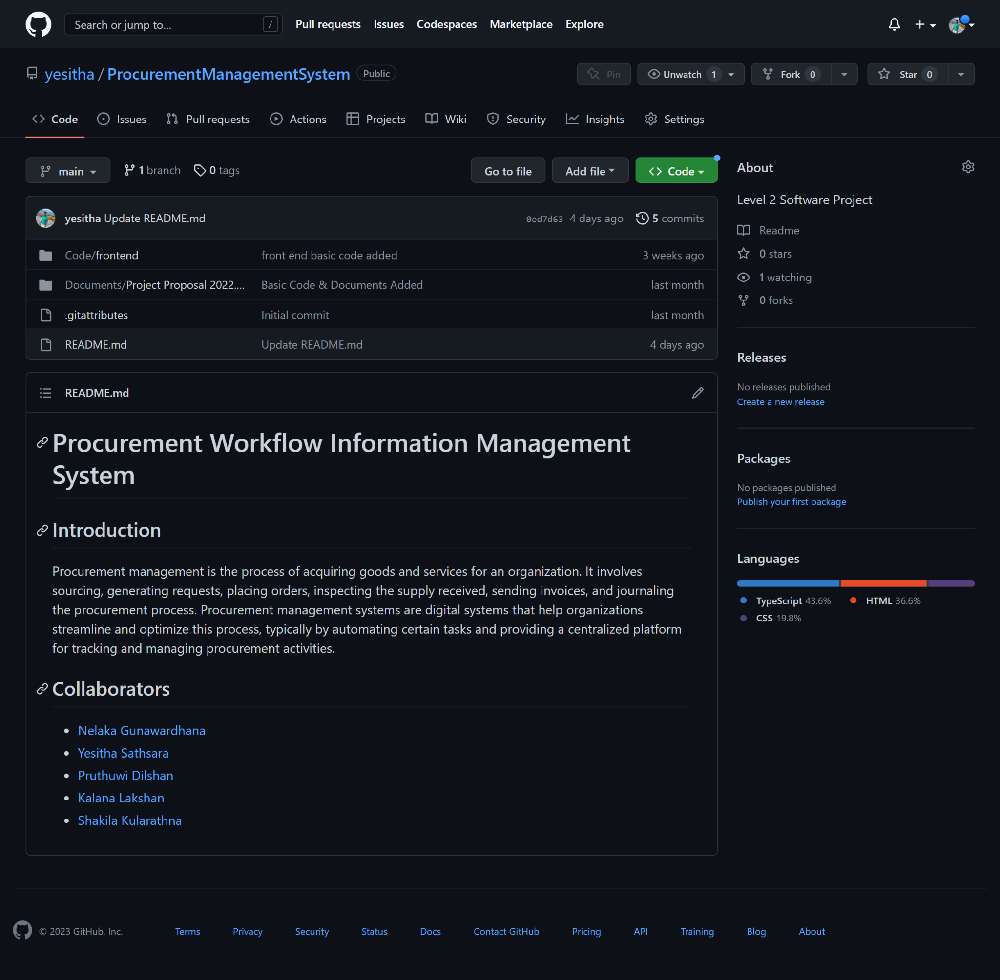 Search or jump to... / Pull requests Issues Codespaces Marketplace Explore
yesitha / ProcurementManagementSystem Public Pin Unwatch 1 Fork 0 Star 0
Code Issues Pull requests Actions Projects Wiki Security Insights Settings
main 1 branch 0 tags Go to file Add file Code
yesitha Update README.md 0ed7d63 4 days ago 5 commits
Code/frontend front end basic code added 3 weeks ago
Documents/Project Proposal 2022.... Basic Code & Documents Added last month
.gitattributes Initial commit last month
README.md Update README.md 4 days ago
README.md
Procurement Workflow Information Management
System
Introduction
Procurement management is the process of acquiring goods and services for an organization. It involves
sourcing, generating requests, placing orders, inspecting the supply received, sending invoices, and journaling
the procurement process. Procurement management systems are digital systems that help organizations
streamline and optimize this process, typically by automating certain tasks and providing a centralized platform
for tracking and managing procurement activities.
Collaborators
Nelaka Gunawardhana
Yesitha Sathsara
Pruthuwi Dilshan
Kalana Lakshan
Shakila Kularathna
About
Level 2 Software Project
Readme
0 stars
1 watching
0 forks
Releases
No releases published
Create a new release
Packages
No packages published
Publish your first package
Languages
TypeScript 43.6% HTML 36.6%
CSS 19.8%
© 2023 GitHub, Inc. Terms Privacy Security Status Docs Contact GitHub Pricing API Training Blog About